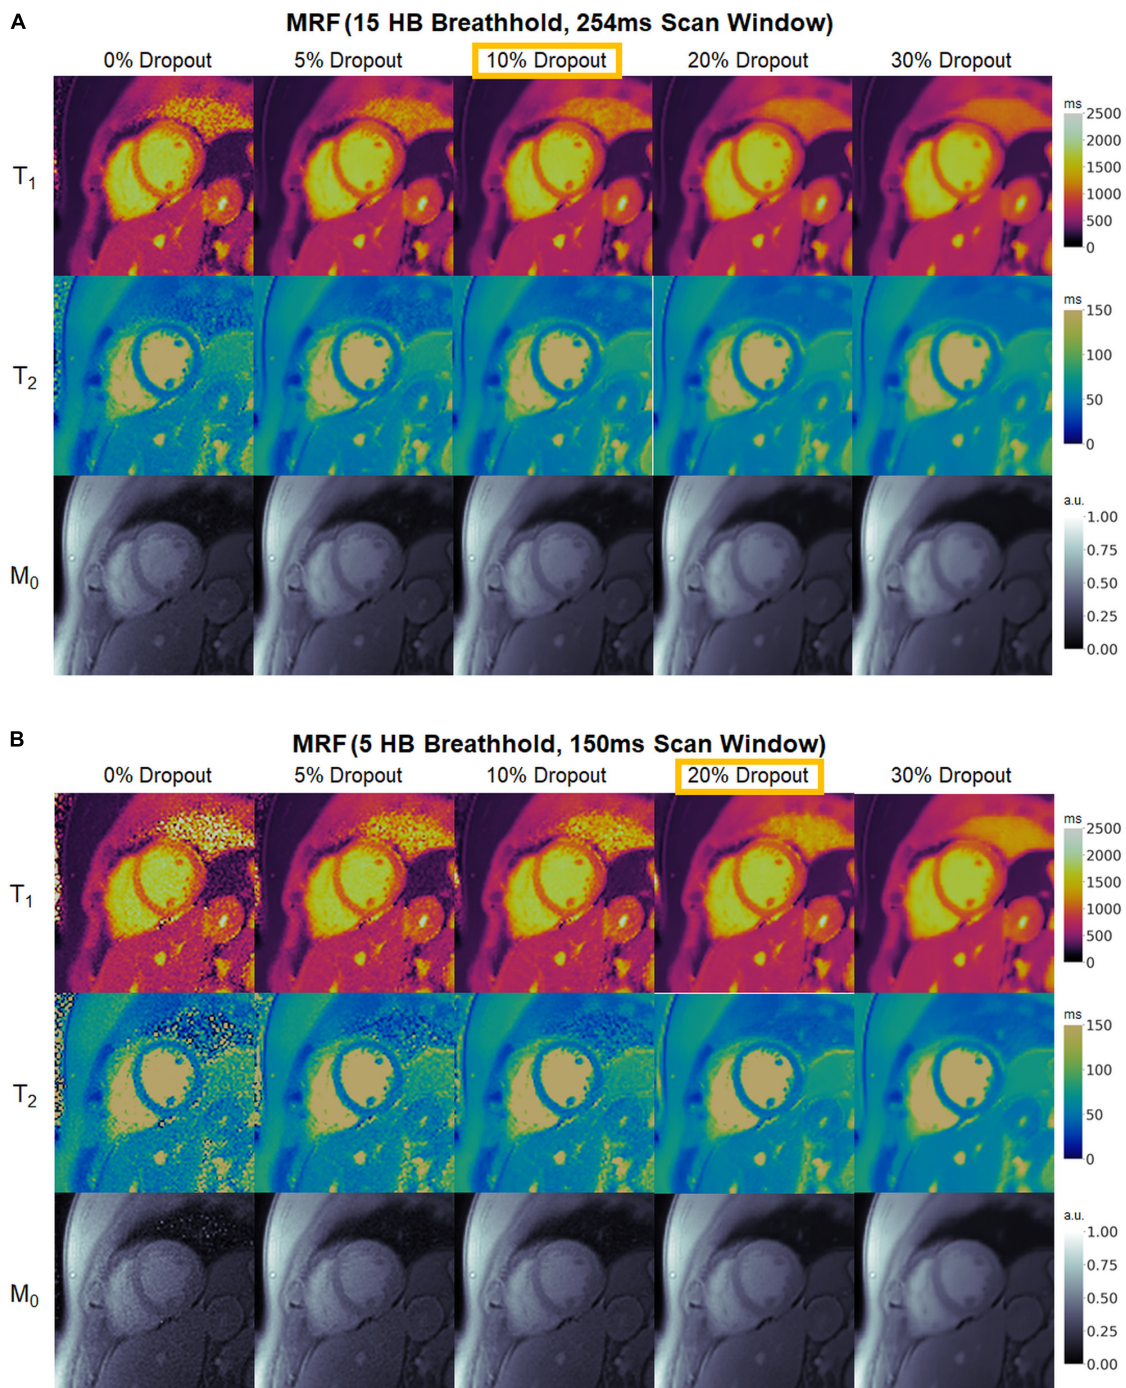 A
MRF (15 HB Breathhold, 254ms Scan Window)
0% Dropout 5% Dropout 10% Dropout 20% Dropout 30% Dropout
T1
ms
2500
2000
1500
1000
500
0
T2
ms
150
100
50
0
M0
a.u.
1.00
0.75
0.50
0.25
0.00
B
MRF (5 HB Breathhold, 150ms Scan Window)
0% Dropout 5% Dropout 10% Dropout 20% Dropout 30% Dropout
T1
ms
2500
2000
1500
1000
500
0
T2
ms
150
100
50
0
M0
a.u.
1.00
0.75
0.50
0.25
0.00